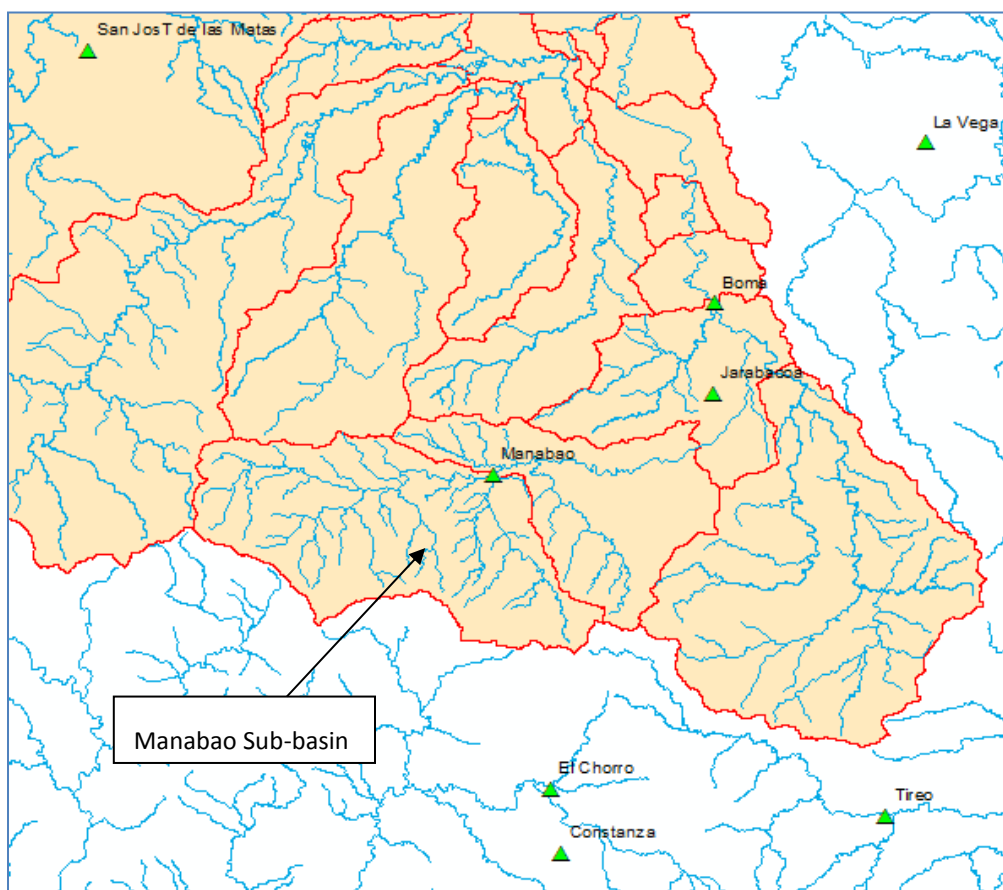 San JosT de las Matas
La Vega
Boma
Jarabacoa
Manabao
Manabao Sub-basin
El Chorro
Tireo
Constanza